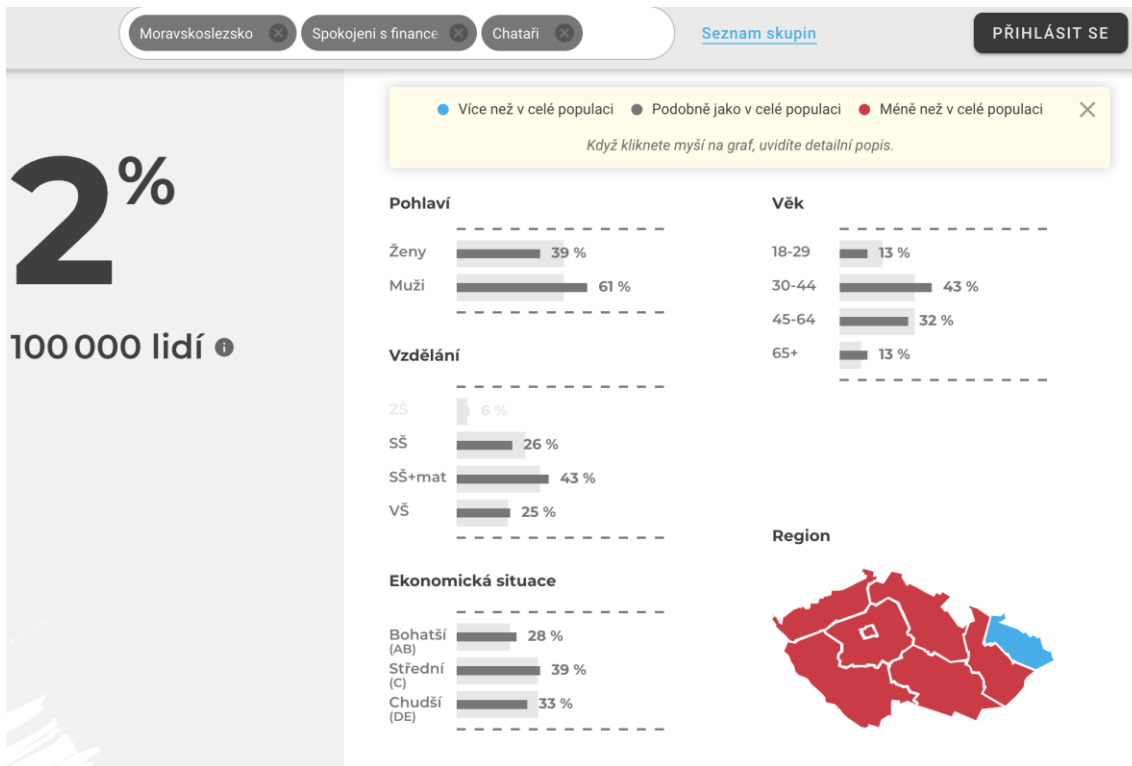 Moravskoslezsko
Spokojeni s finance
Chataři
Seznam skupin
PŘIHLÁSIT SE
Více než v celé populaci
Podobně jako v celé populaci
Méně než v celé populaci
Když kliknete myší na graf, uvidíte detailní popis.
2%
100 000 lidí
Pohlaví
Ženy 39 %
Muži 61 %
Věk
18-29 13 %
30-44 43 %
45-64 32 %
65+ 13 %
Vzdělání
ZŠ 6 %
SŠ 26 %
SŠ+mat 43 %
VŠ 25 %
Ekonomická situace
Bohatší 28 %
(AB)
Střední 39 %
(C)
Chudší 33 %
(DE)
Region